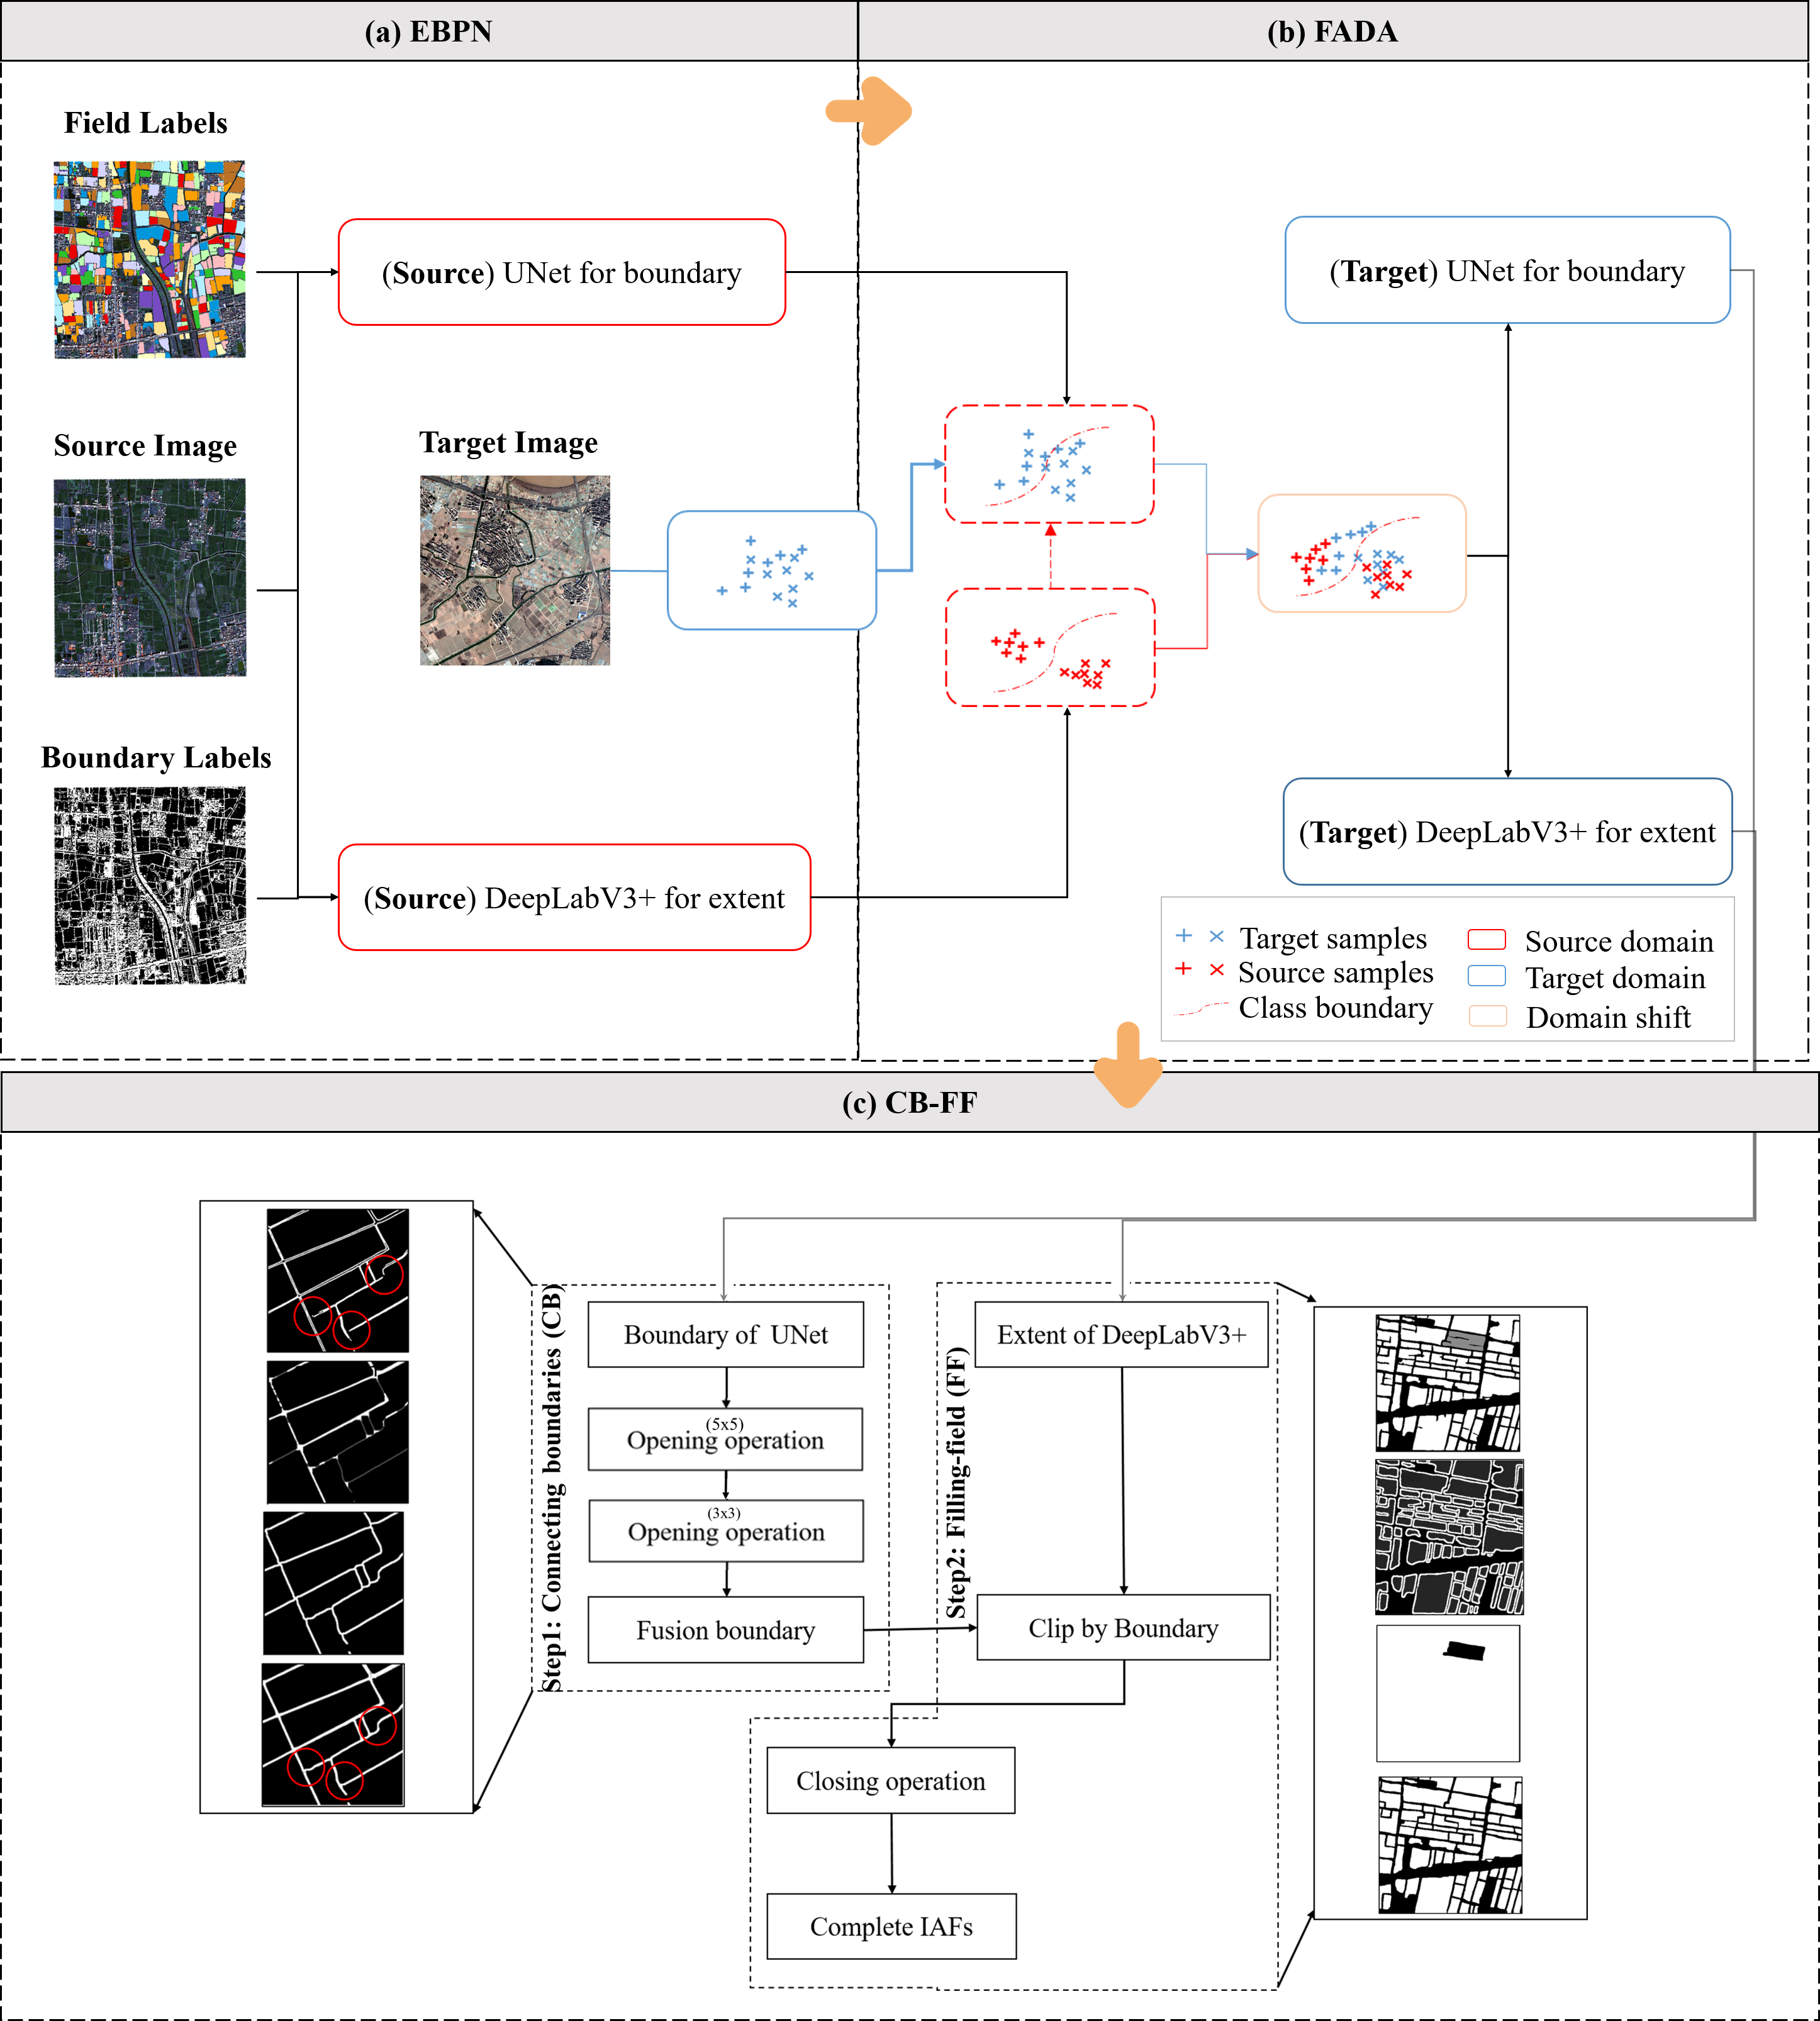 (a) EBPN
(b) FADA
Field Labels
(Source) UNet for boundary
(Target) UNet for boundary
Source Image
Target Image
Boundary Labels
(Source) DeepLabV3+ for extent
(Target) DeepLabV3+ for extent
Target samples
Source samples
Class boundary
Source domain
Target domain
Domain shift
(c) CB-FF
Step1: Connecting boundaries (CB)
Boundary of UNet
(5x5)
Opening operation
(3x3)
Opening operation
Fusion boundary
Step2: Filling-field (FF)
Extent of DeepLabV3+
Clip by Boundary
Closing operation
Complete IAFs